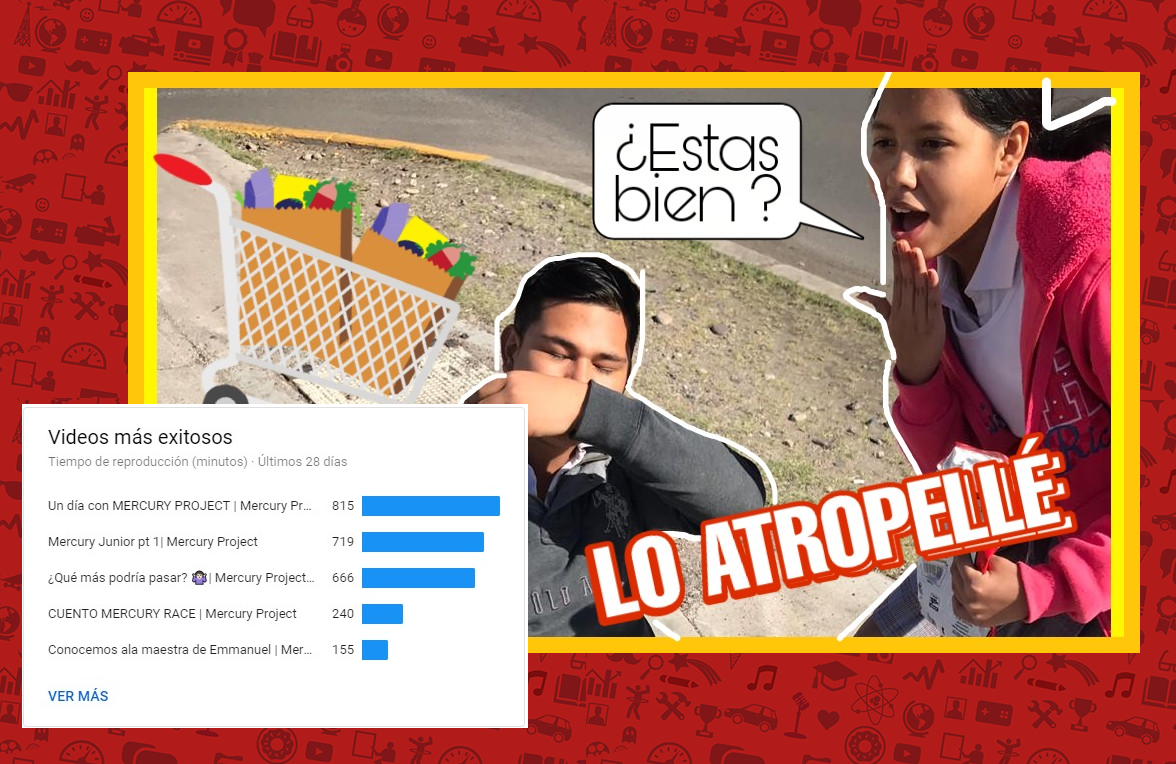 ¿Estas
bien ?
LO ATROPELLÉ
Videos más exitosos
Tiempo de reproducción (minutos) · Últimos 28 días
Un día con MERCURY PROJECT | Mercury Pr... 815
Mercury Junior pt 1| Mercury Project 719
¿Qué más podría pasar? 🤷🏻‍♀️| Mercury Project... 666
CUENTO MERCURY RACE | Mercury Project 240
Conocemos ala maestra de Emmanuel | Mer... 155
VER MÁS